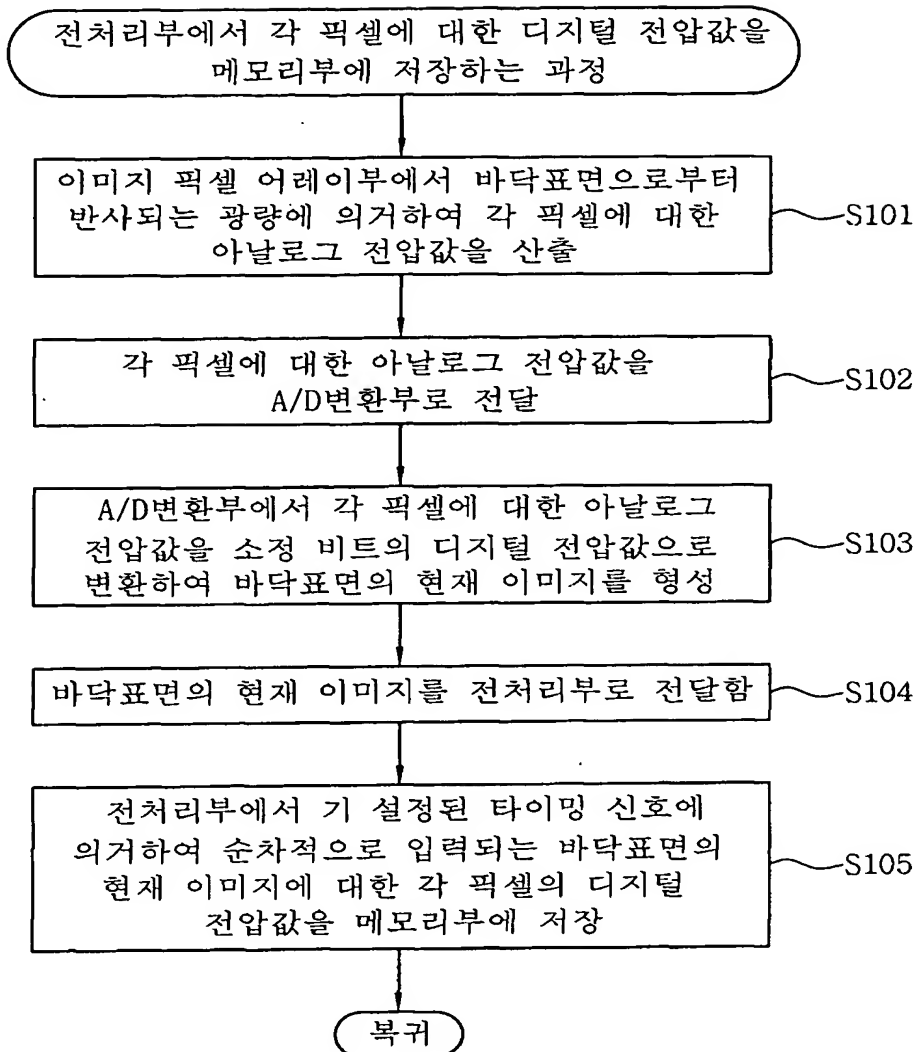 전처리부에서 각 픽셀에 대한 디지털 전압값을
메모리부에 저장하는 과정
이미지 픽셀 어레이부에서 바닥표면으로부터
반사되는 광량에 의거하여 각 픽셀에 대한
아날로그 전압값을 산출
S101
각 픽셀에 대한 아날로그 전압값을
A/D변환부로 전달
S102
A/D변환부에서 각 픽셀에 대한 아날로그
전압값을 소정 비트의 디지털 전압값으로
변환하여 바닥표면의 현재 이미지를 형성
S103
바닥표면의 현재 이미지를 전처리부로 전달함
S104
전처리부에서 기 설정된 타이밍 신호에
의거하여 순차적으로 입력되는 바닥표면의
현재 이미지에 대한 각 픽셀의 디지털
전압값을 메모리부에 저장
S105
복귀